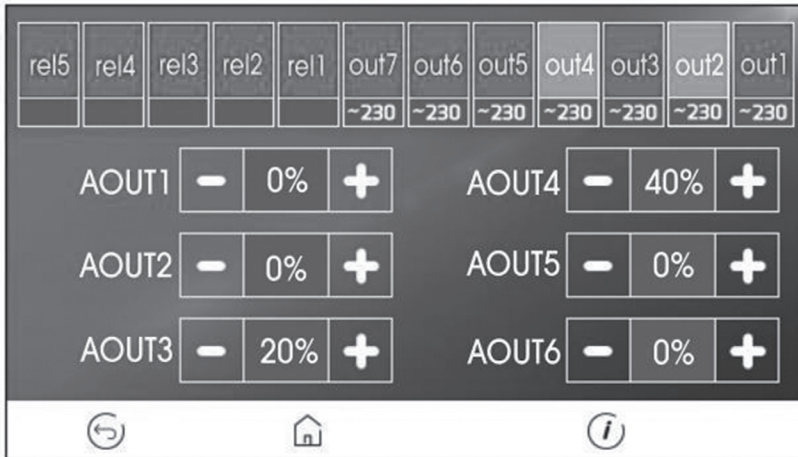 rel5 rel4 rel3 rel2 rel1 out7 out6 out5 out4 out3 out2 out1
~230 ~230 ~230 ~230 ~230 ~230 ~230
AOUT1 - 0% + AOUT4 - 40% +
AOUT2 - 0% + AOUT5 - 0% +
AOUT3 - 20% + AOUT6 - 0% +
i